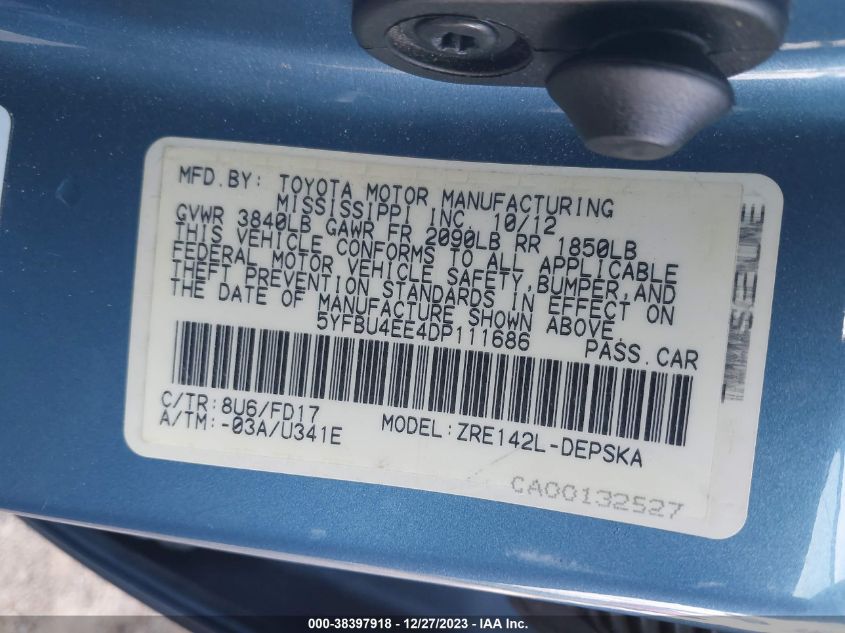 MFD.BY: TOYOTA MOTOR MANUFACTURING
MISSISSIPPI INC. 10/12
GVWR 3840LB GAWR FR 2090LB RR 1850LB
THIS VEHICLE CONFORMS TO ALL APPLICABLE
FEDERAL MOTOR VEHICLE SAFETY,BUMPER,AND
THEFT PREVENTION STANDARDS IN EFFECT ON
THE DATE OF MANUFACTURE SHOWN ABOVE.
5YFBU4EE4DP111686 PASS.CAR
C/TR:8U6/FD17
A/TM:-03A/U341E MODEL:ZRE142L-DEPSKA
CA00132527
000-38397918 - 12/27/2023 - IAA Inc.